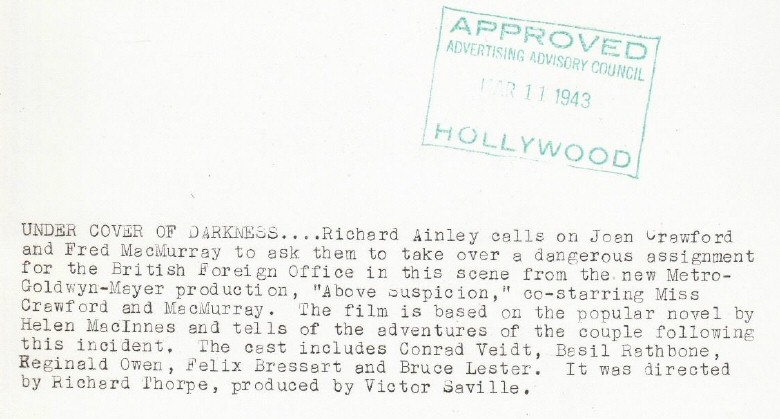 APPROVED
ADVERTISING ADVISORY COUNCIL
MAR 11 1943
HOLLYWOOD
UNDER COVER OF DARKNESS....Richard Ainley calls on Joan Crawford
and Fred MacMurray to ask them to take over a dangerous assignment
for the British Foreign Office in this scene from the new Metro-
Goldwyn-Mayer production, "Above Suspicion," co-starring Miss
Crawford and MacMurray. The film is based on the popular novel by
Helen MacInnes and tells of the adventures of the couple following
this incident. The cast includes Conrad Veidt, Basil Rathbone,
Reginald Owen, Felix Bressart and Bruce Lester. It was directed
by Richard Thorpe, produced by Victor Saville.